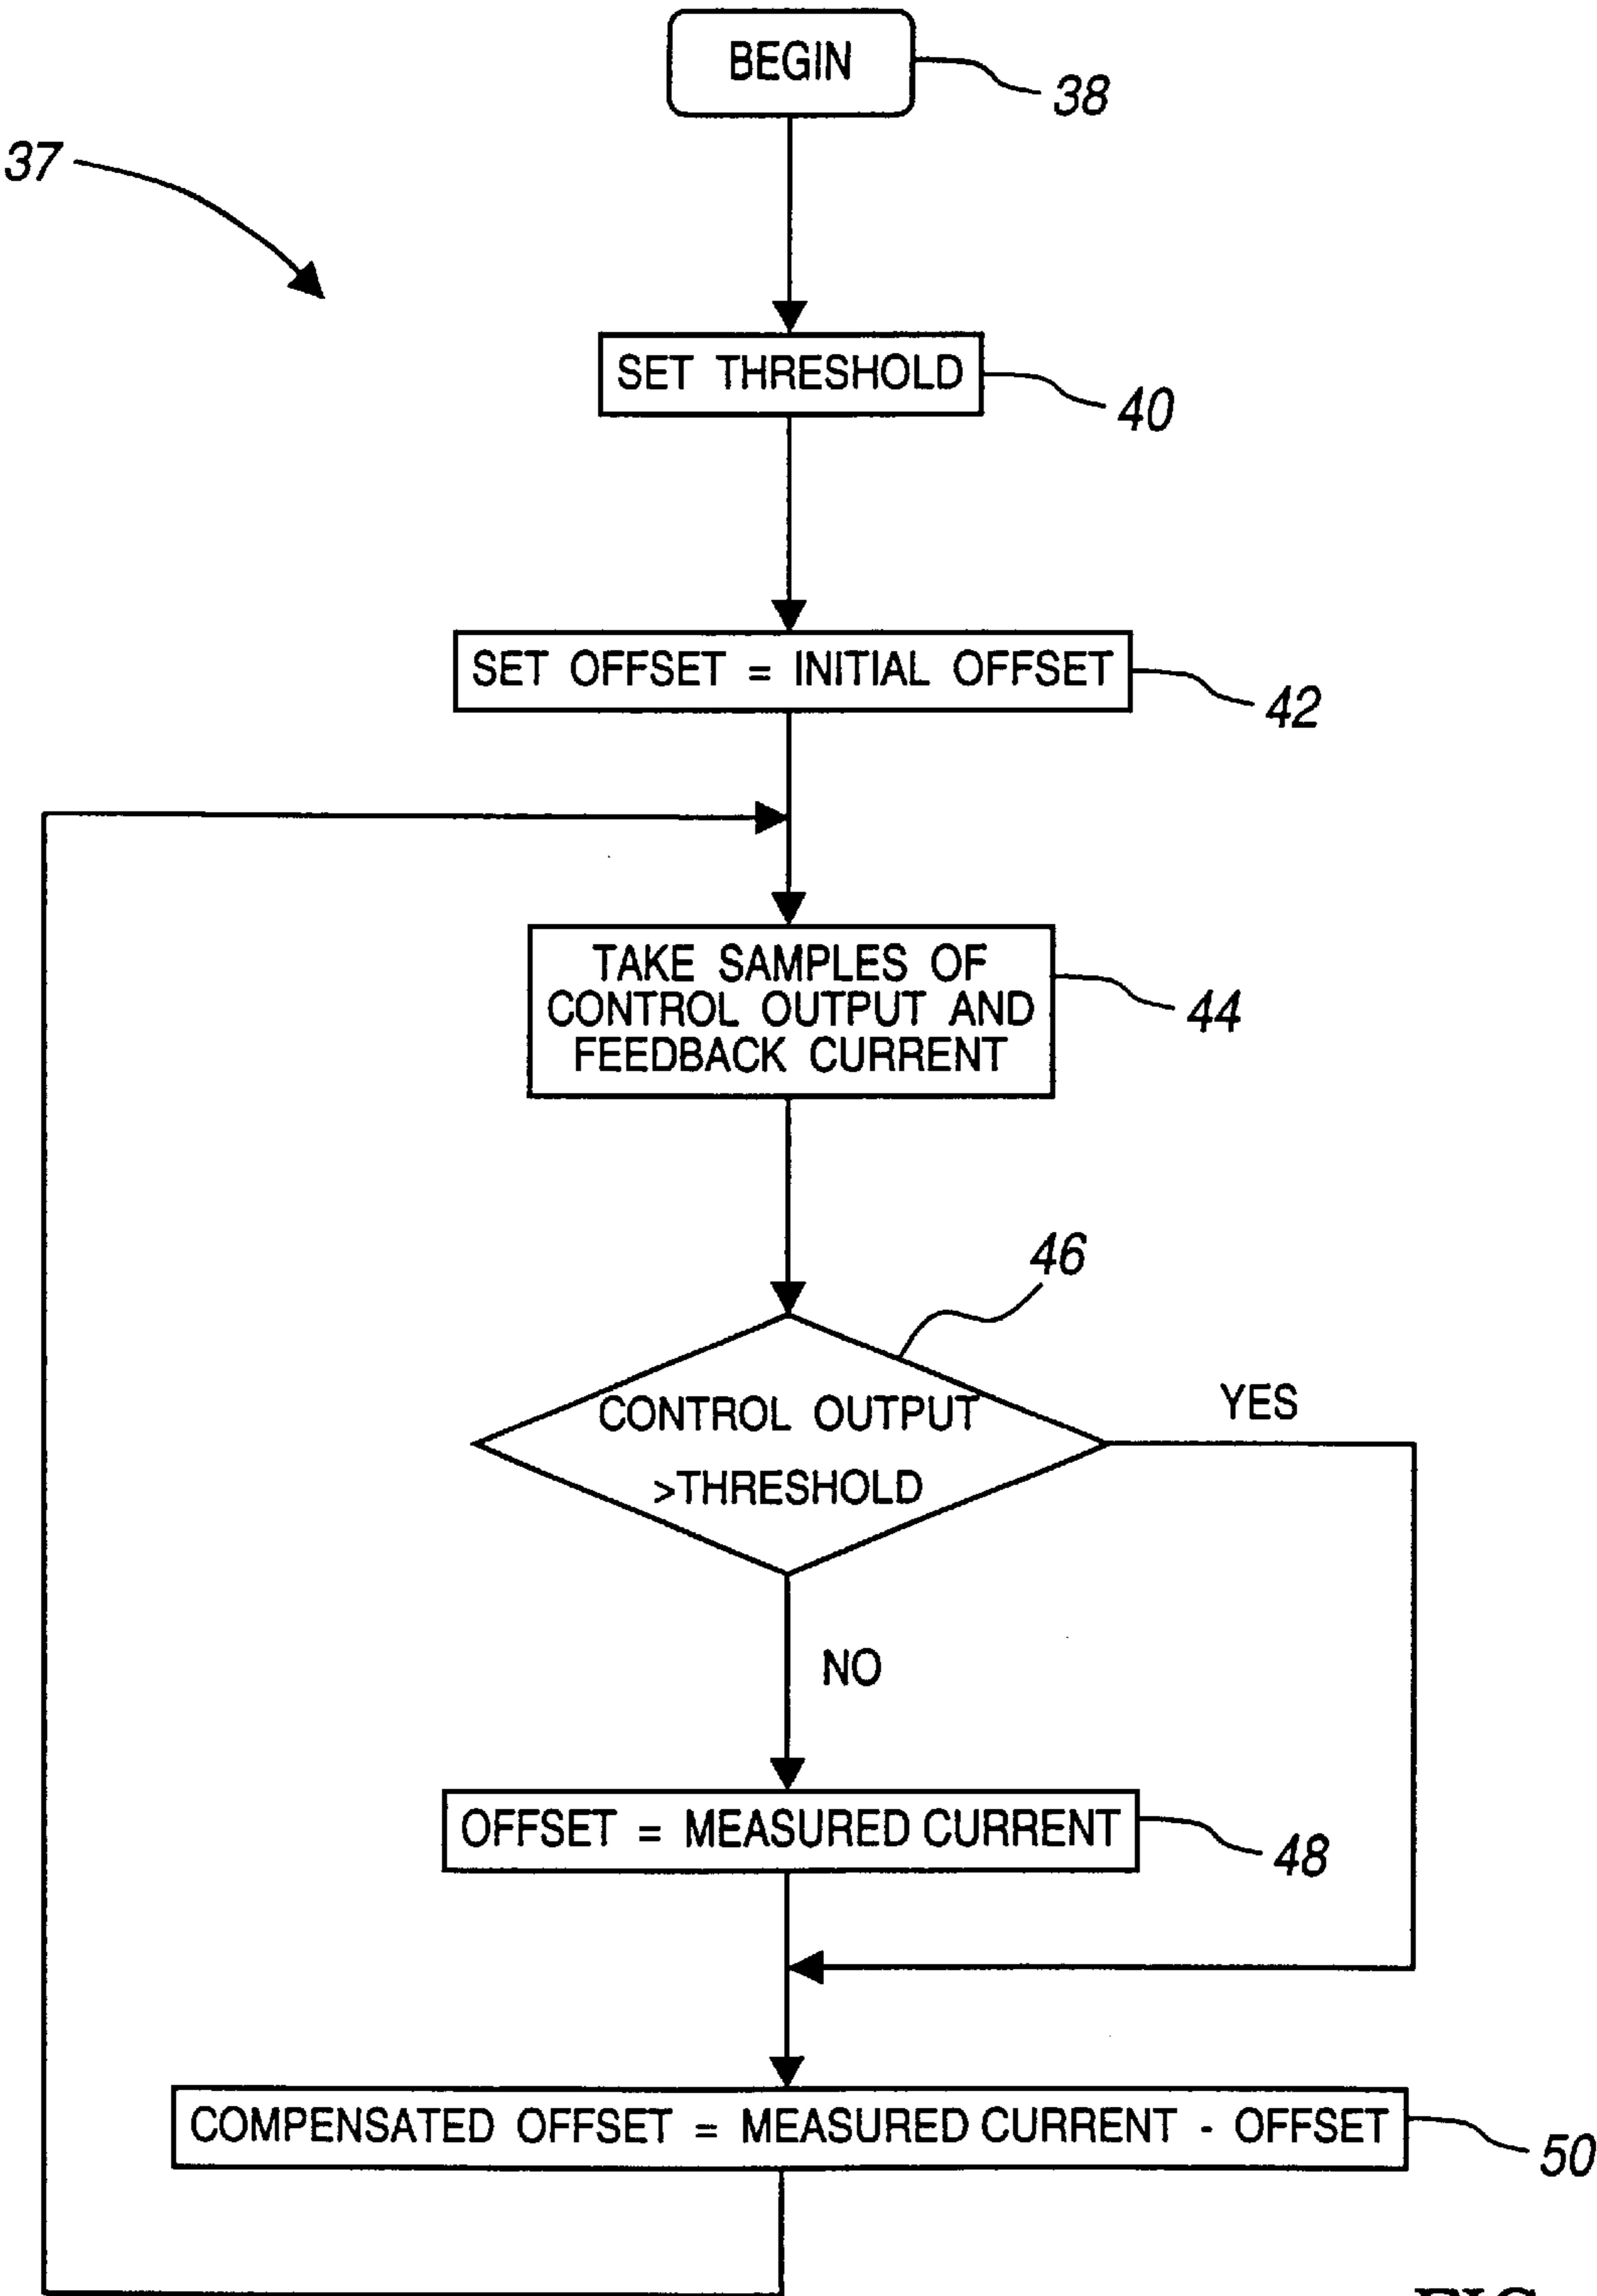 BEGIN
38
37
SET THRESHOLD
40
SET OFFSET = INITIAL OFFSET
42
TAKE SAMPLES OF
CONTROL OUTPUT AND
FEEDBACK CURRENT
44
46
CONTROL OUTPUT
>THRESHOLD
YES
NO
OFFSET = MEASURED CURRENT
48
COMPENSATED OFFSET = MEASURED CURRENT - OFFSET
50